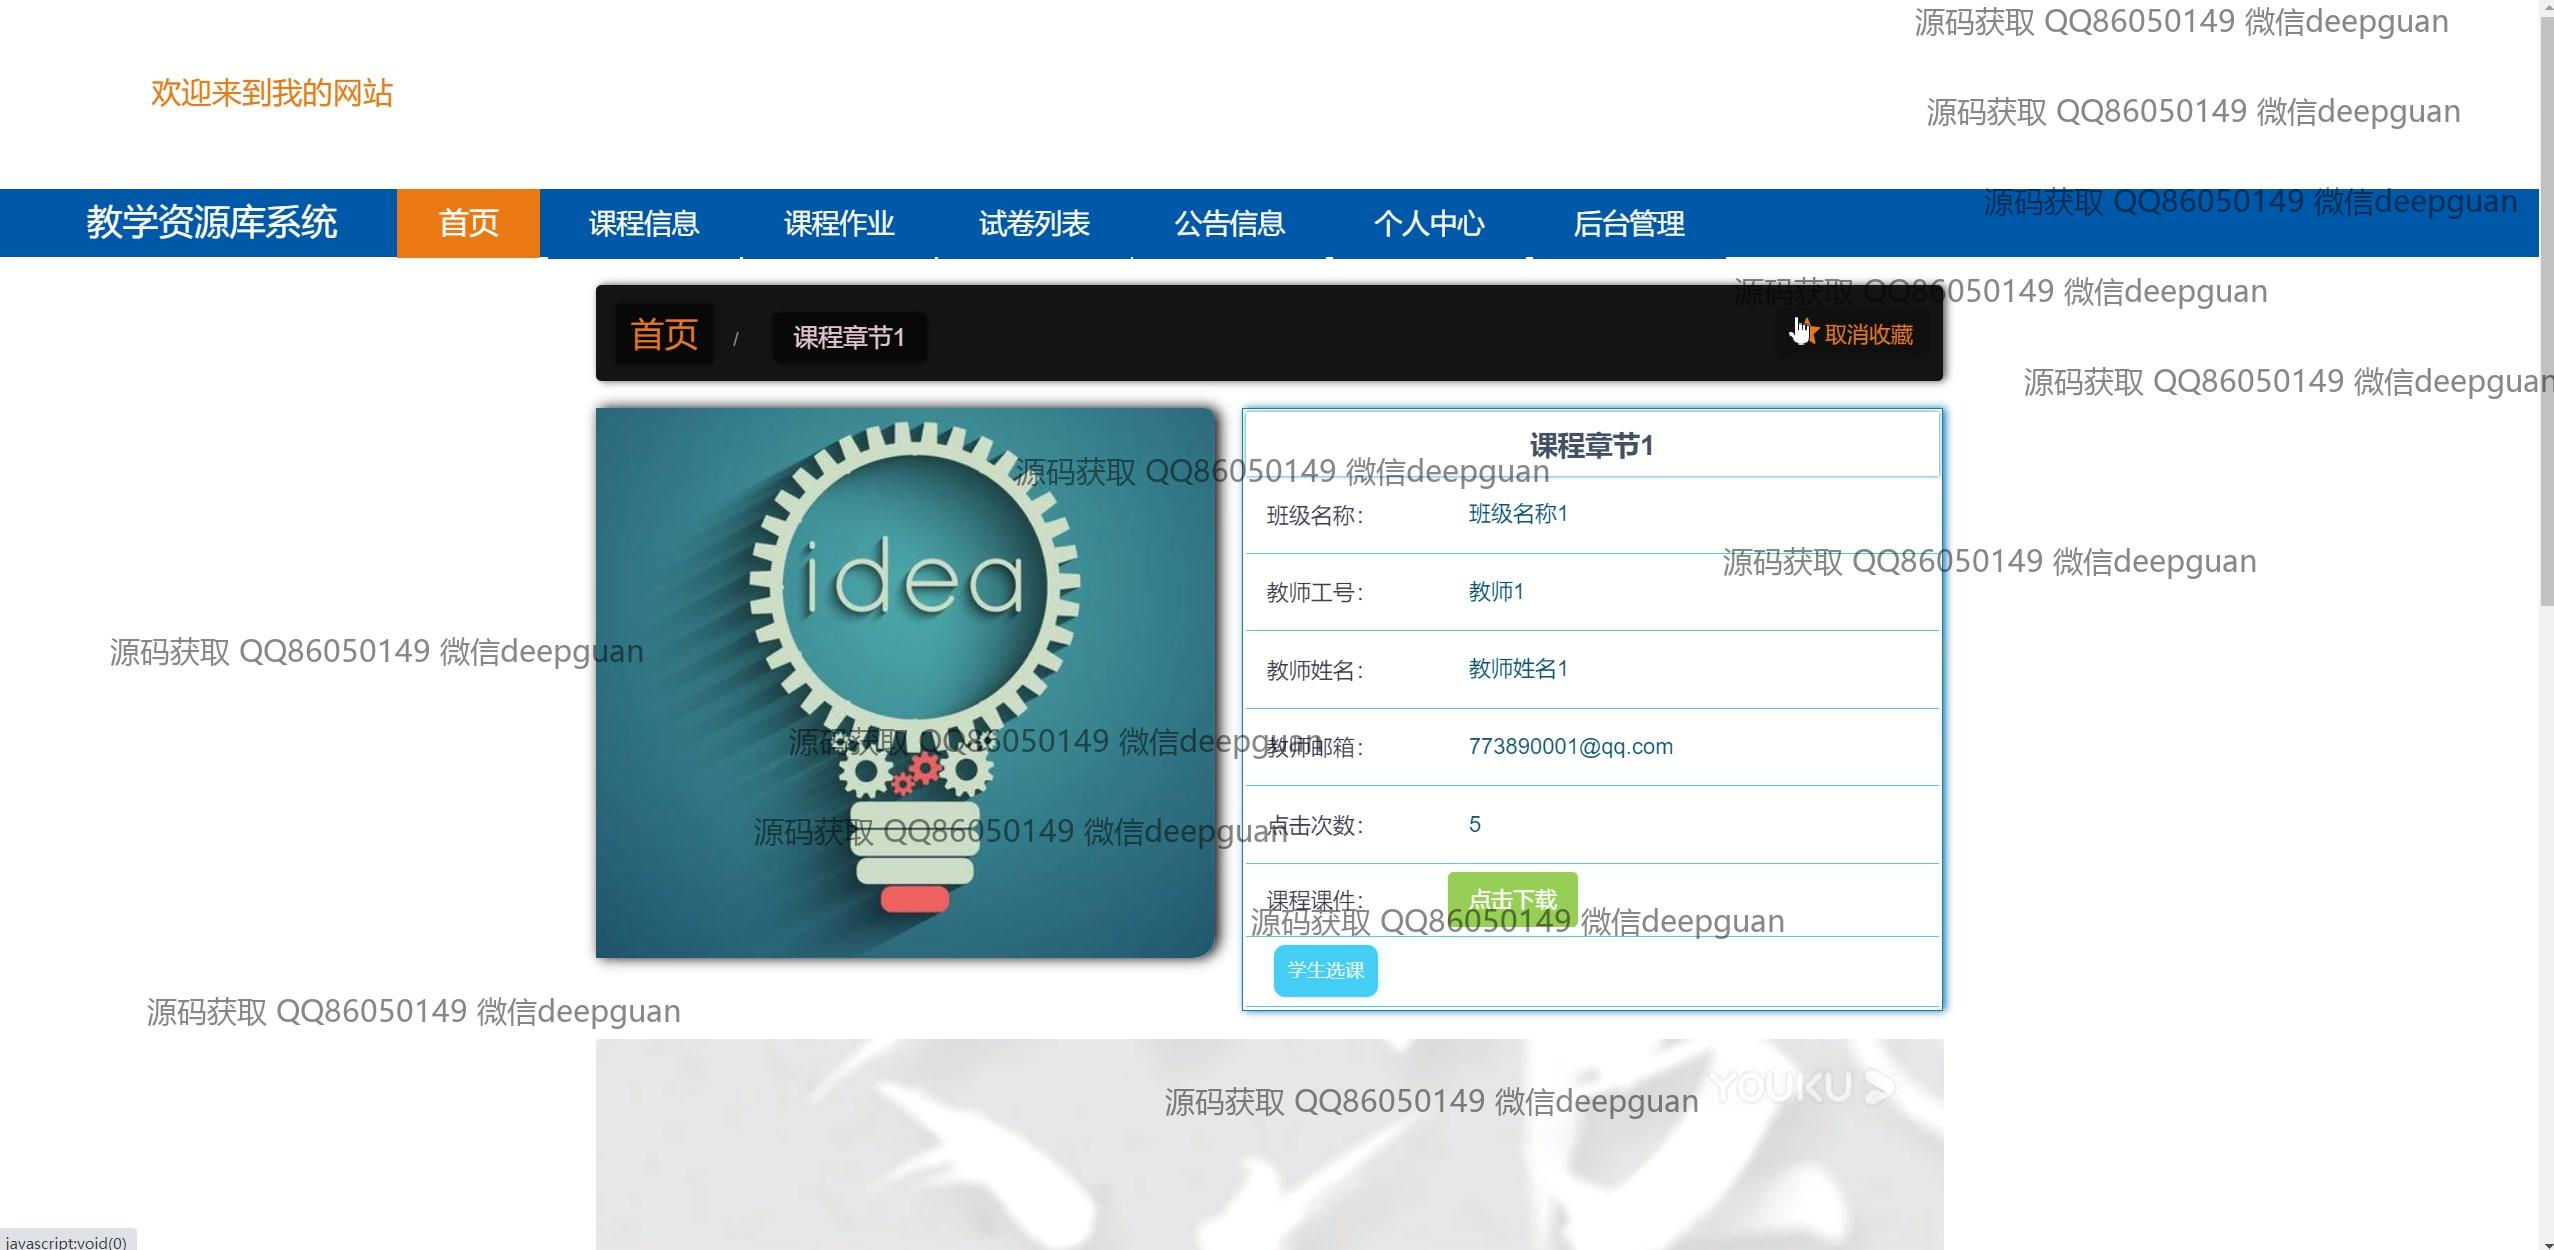 源码获取 QQ86050149 微信deepguan
欢迎来到我的网站
源码获取 QQ86050149 微信deepguan
教学资源库系统 首页 课程信息 课程作业 试卷列表 公告信息 个人中心 后台管理
源码获取 QQ86050149 微信deepguan
源码获取 QQ86050149 微信deepguan
首页 / 课程章节1 取消收藏
源码获取 QQ86050149 微信deepguan
课程章节1
源码获取 QQ86050149 微信deepguan
班级名称： 班级名称1
源码获取 QQ86050149 微信deepguan
idea
教师工号： 教师1
源码获取 QQ86050149 微信deepguan
教师姓名： 教师姓名1
源码获取 QQ86050149 微信deepguan
教师邮箱： 773890001@qq.com
源码获取 QQ86050149 微信deepguan
点击次数： 5
课程课件： 点击下载
源码获取 QQ86050149 微信deepguan
学生选课
源码获取 QQ86050149 微信deepguan
YOUKU
源码获取 QQ86050149 微信deepguan
javascript:void(0)